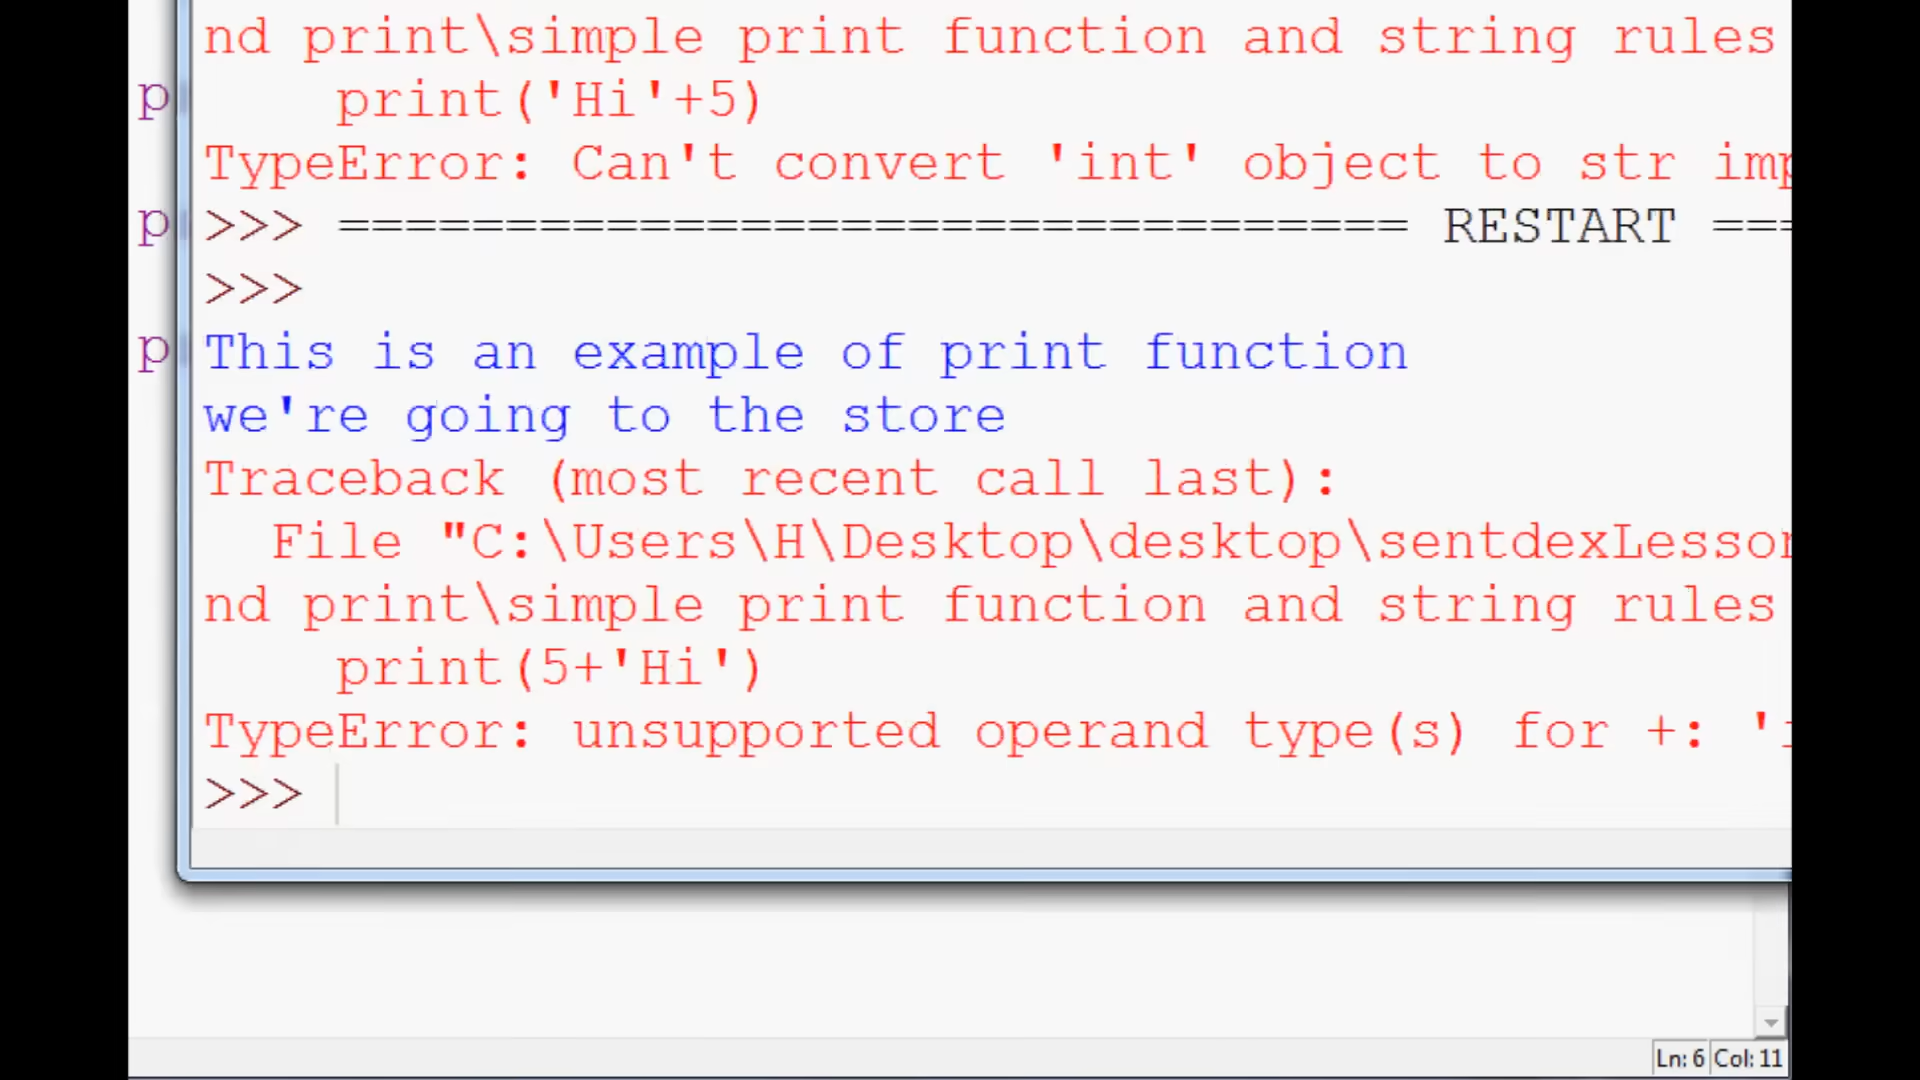 nd print\simple print function and string rules
p
print('Hi'+5)
TypeError: Can't convert 'int' object to str
p
>>> ================================ RESTART ===
>>>
p
This is an example of print function
we're going to the store
Traceback (most recent call last):
File "C:\Users\H\Desktop\desktop\sentdexLesson
nd print\simple print function and string rules
print(5+'Hi')
TypeError: unsupported operand type(s) for +:
>>>
Ln: 6 Col: 11